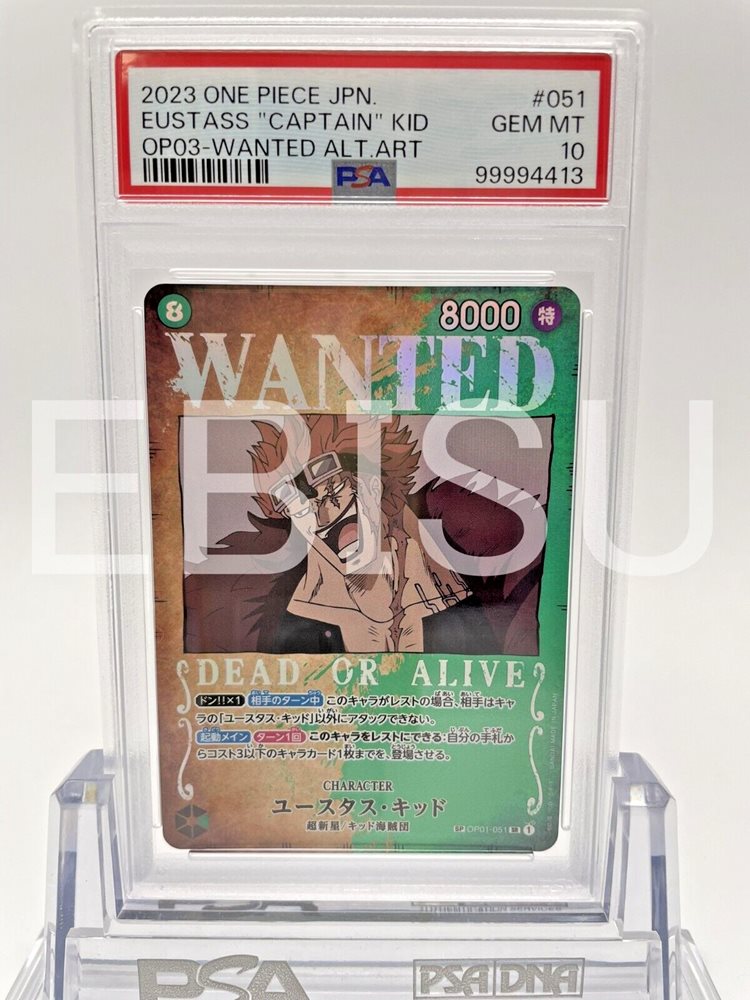 2023 ONE PIECE JPN. #051
EUSTASS "CAPTAIN" KID GEM MT
OP03-WANTED ALT.ART 10
PSA 99994413
8 8000 特
WANTED
EBISU
DEAD OR ALIVE
ドン!!×1 相手のターン中 このキャラがレストの場合、相手はキャ
ラの「ユースタス・キッド」以外にアタックできない。
起動メイン ターン1回 このキャラをレストにできる:自分の手札か
らコスト3以下のキャラカード1枚までを、登場させる。
CHARACTER
ユースタス・キッド
超新星/キッド海賊団
SP OP01-051 SR 1
PSA PSA DNA